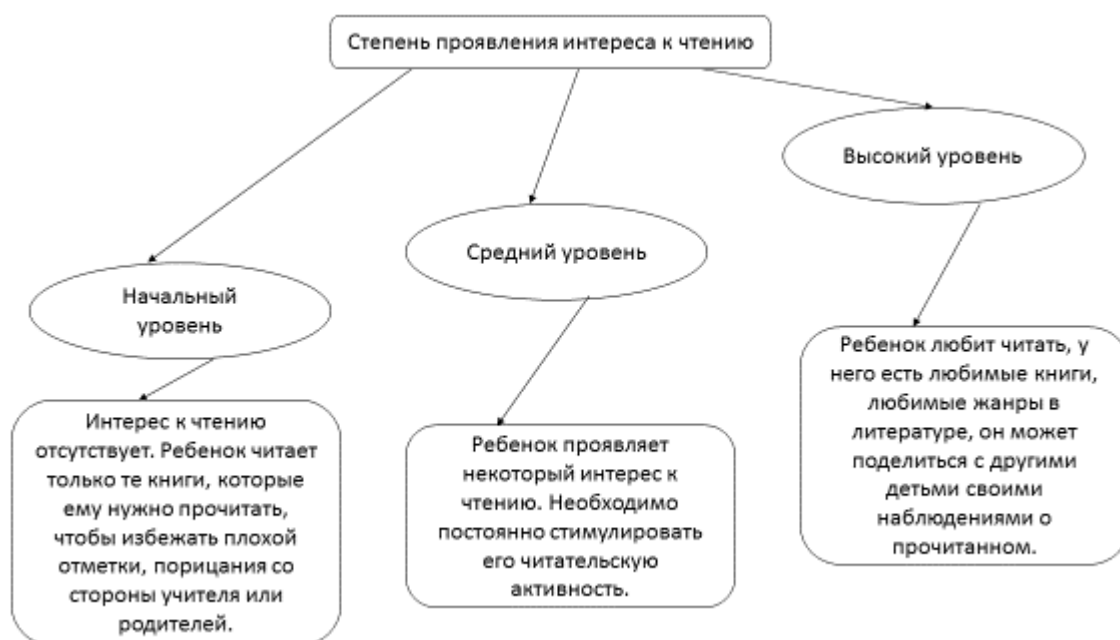 Степень проявления интереса к чтению
Высокий уровень
Средний уровень
Начальный
уровень
Интерес к чтению
отсутствует. Ребенок читает
только те книги, которые
ему нужно прочитать,
чтобы избежать плохой
отметки, порицания со
стороны учителя или
родителей.
Ребенок проявляет
некоторый интерес к
чтению. Необходимо
постоянно стимулировать
его читательскую
активность.
Ребенок любит читать, у
него есть любимые книги,
любимые жанры в
литературе, он может
поделиться с другими
детьми своими
наблюдениями о
прочитанном.